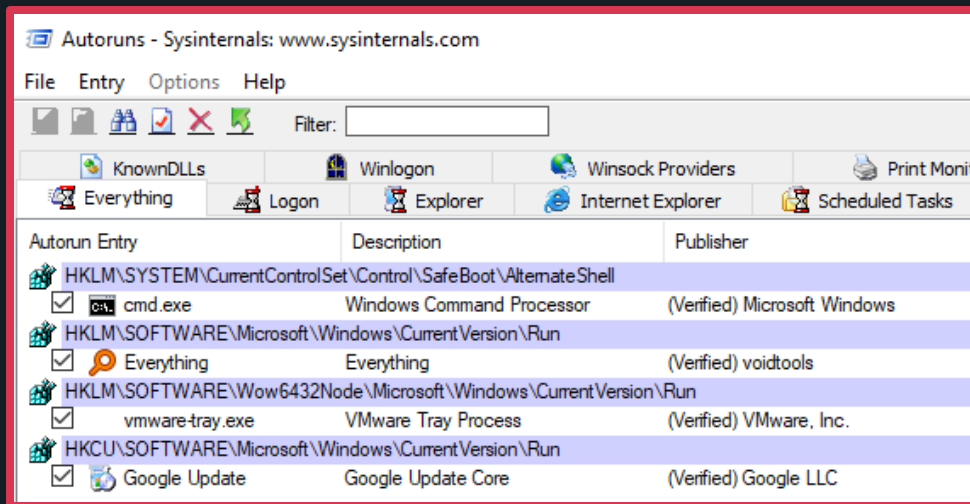 Autoruns - Sysinternals: www.sysinternals.com
File Entry Options Help
Filter:
KnownDLLs Winlogon Winsock Providers Print Moni
Everything Logon Explorer Internet Explorer Scheduled Tasks
Autorun Entry Description Publisher
HKLM\SYSTEM\CurrentControlSet\Control\SafeBoot\AlternateShell
cmd.exe Windows Command Processor (Verified) Microsoft Windows
HKLM\SOFTWARE\Microsoft\Windows\CurrentVersion\Run
Everything Everything (Verified) voidtools
HKLM\SOFTWARE\Wow6432Node\Microsoft\Windows\CurrentVersion\Run
vmware-tray.exe VMware Tray Process (Verified) VMware, Inc.
HKCU\SOFTWARE\Microsoft\Windows\CurrentVersion\Run
Google Update Google Update Core (Verified) Google LLC